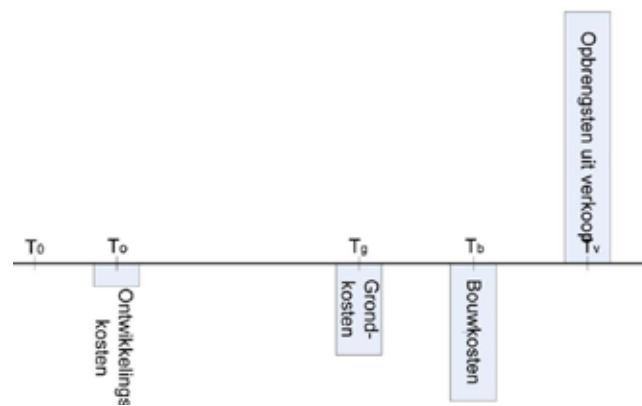 T0
To
Tg
Tb
Tv
Ontwikkelings
kosten
Grond-
kosten
Bouwkosten
Opbrengsten uit verkoop